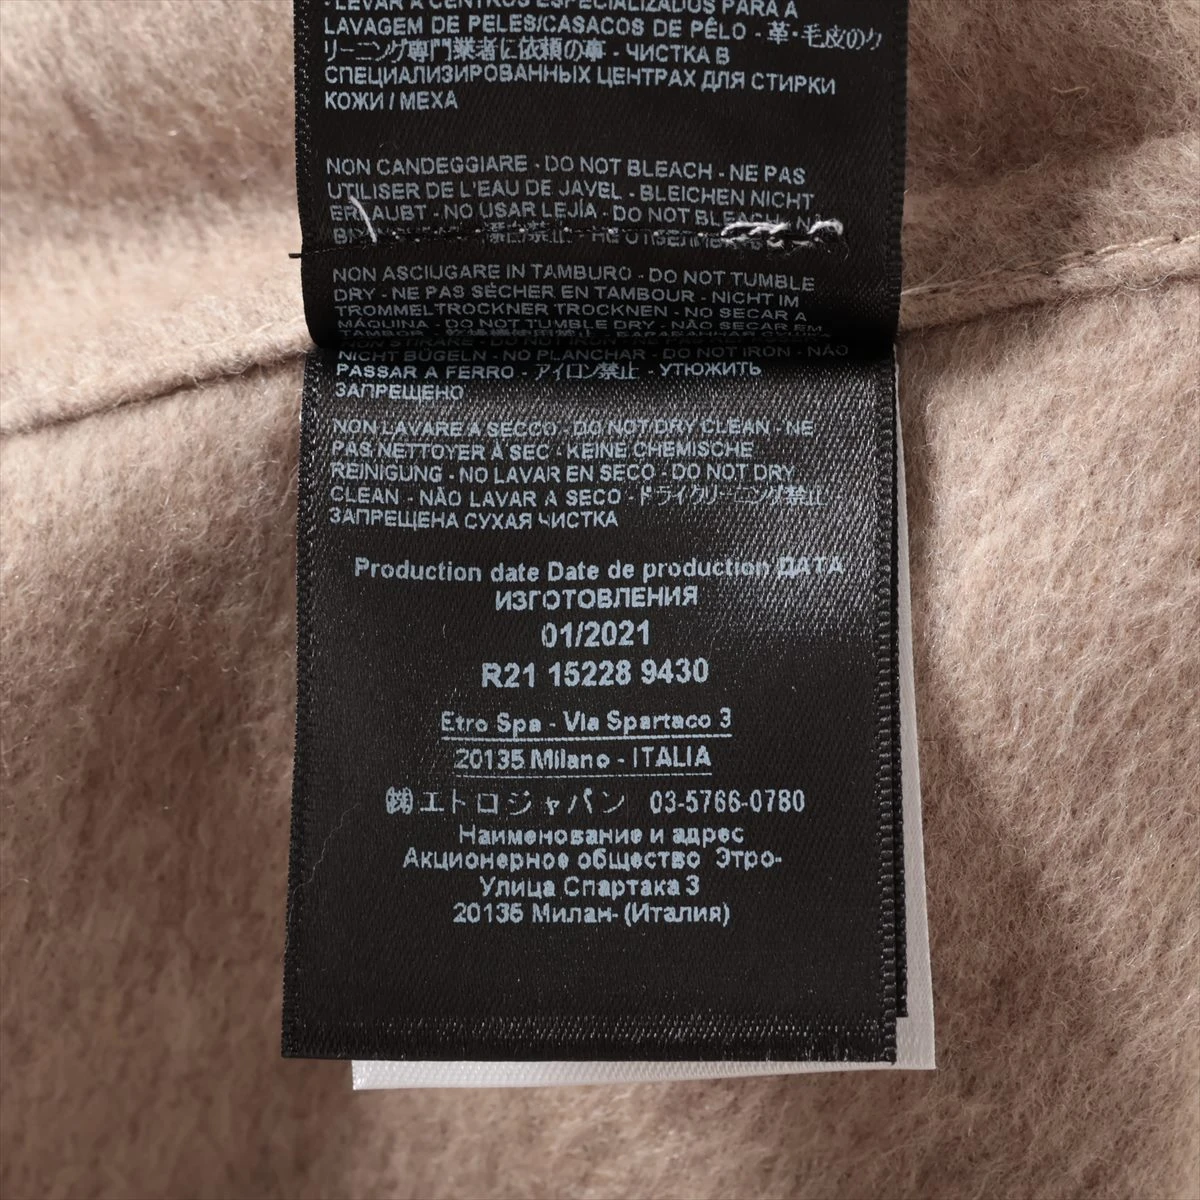 - LEVAR A CENTROS ESPECIALIZADOS PARA A
LAVAGEM DE PELES/CASACOS DE PÊLO - 革・毛皮のク
リーニング専門業者に依頼の事 - ЧИСТКА В
СПЕЦИАЛИЗИРОВАННЫХ ЦЕНТРАХ ДЛЯ СТИРКИ
КОЖИ / МЕХА
NON CANDEGGIARE - DO NOT BLEACH - NE PAS
UTILISER DE L'EAU DE JAVEL - BLEICHEN NICHT
ERLAUBT - NO USAR LEJÍA - DO NOT BLEACH -
漂白禁止 - НЕ
NON ASCIUGARE IN TAMBURO - DO NOT TUMBLE
DRY - NE PAS SÉCHER EN TAMBOUR - NICHT IM
TROMMELTROCKNER TROCKNEN - NO SECAR A
MÁQUINA - DO NOT TUMBLE DRY - NÃO SECAR EM
NICHT BÜGELN - NO PLANCHAR - DO NOT IRON - NÃO
PASSAR A FERRO - アイロン禁止 - УТЮЖИТЬ
ЗАПРЕЩЕНО
NON LAVARE A SECCO - DO NOT DRY CLEAN - NE
PAS NETTOYER A SEC - KEINE CHEMISCHE
REINIGUNG - NO LAVAR EN SECO - DO NOT DRY
CLEAN - NÃO LAVAR A SECO - ドライクリーニング禁止 -
ЗАПРЕЩЕНА СУХАЯ ЧИСТКА
Production date Date de production ДАТА
ИЗГОТОВЛЕНИЯ
01/2021
R21 15228 9430
Etro Spa - Via Spartaco 3
20135 Milano - ITALIA
㈱エトロジャパン 03-5766-0780
Наименование и адрес
Акционерное общество Этро-
Улица Спартака 3
20135 Милан- (Италия)